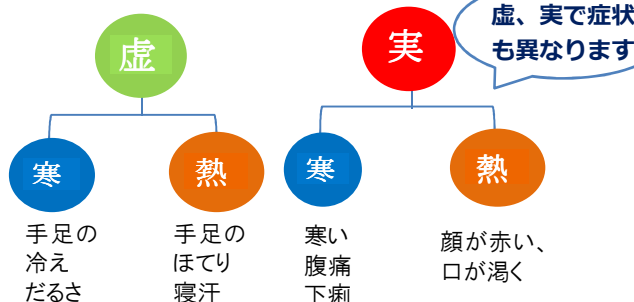 虚
実
虚、実で症状
も異なります
寒
熱
寒
熱
手足の
冷え
だるさ
手足の
ほてり
寝汗
寒い
腹痛
下痢
顔が赤い、
口が渇く